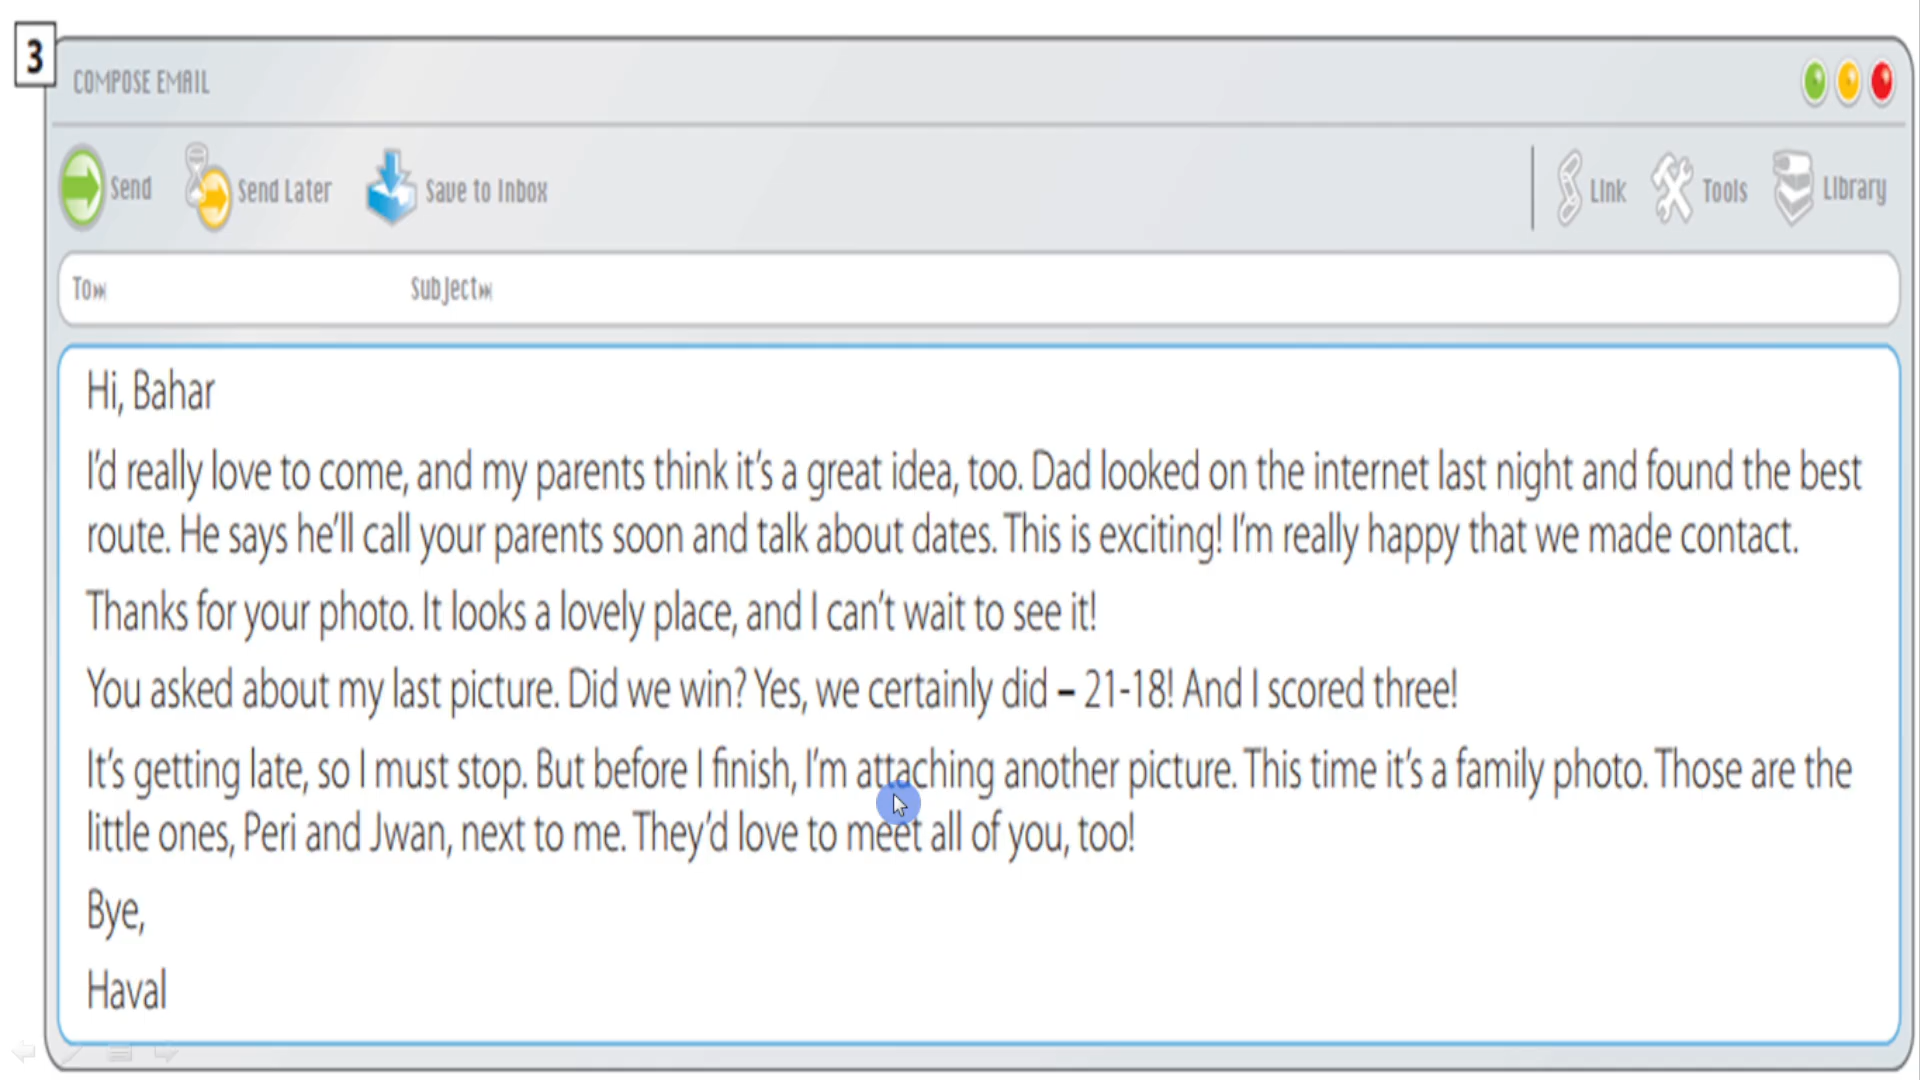 3
COMPOSE EMAIL
Send Send Later Save to Inbox Link Tools Library
To Subject
Hi, Bahar
I'd really love to come, and my parents think it's a great idea, too. Dad looked on the internet last night and found the best
route. He says he'll call your parents soon and talk about dates. This is exciting! I'm really happy that we made contact.
Thanks for your photo. It looks a lovely place, and I can't wait to see it!
You asked about my last picture. Did we win? Yes, we certainly did – 21-18! And I scored three!
It's getting late, so I must stop. But before I finish, I'm attaching another picture. This time it's a family photo. Those are the
little ones, Peri and Jwan, next to me. They'd love to meet all of you, too!
Bye,
Haval